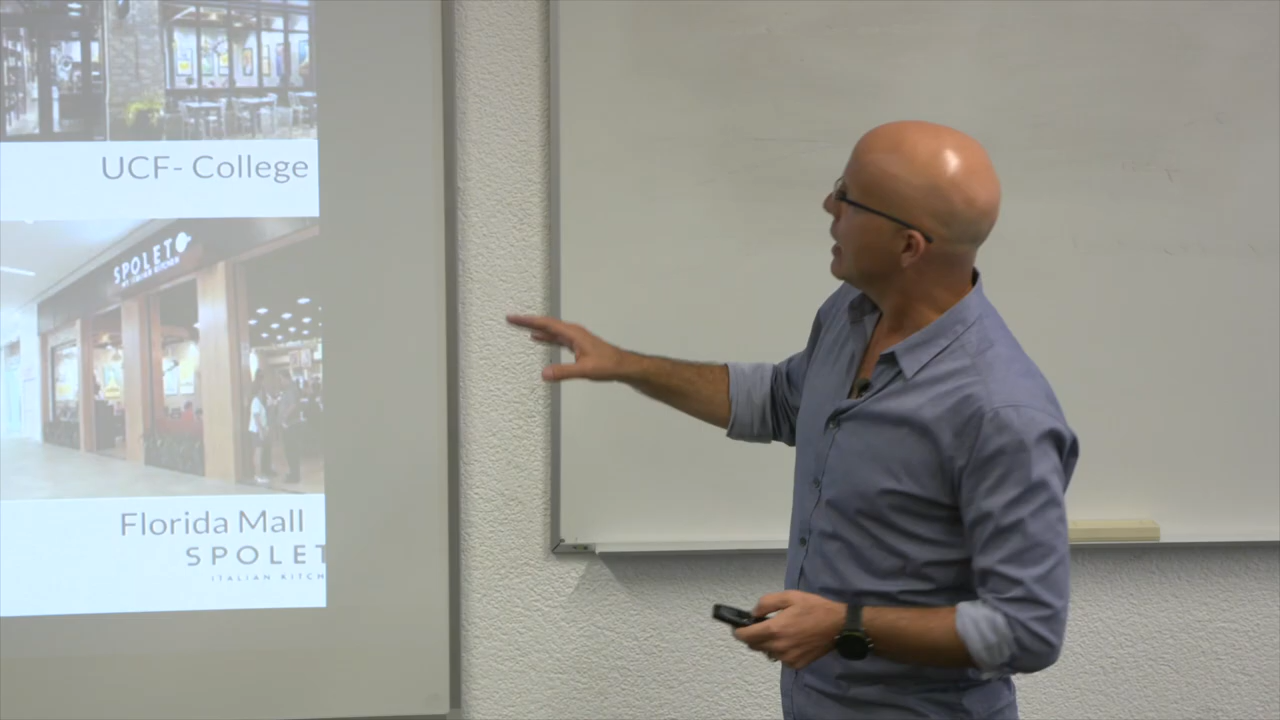 UCF- College
SPOLETO
Florida Mall
SPOLET
ITALIAN KITCH